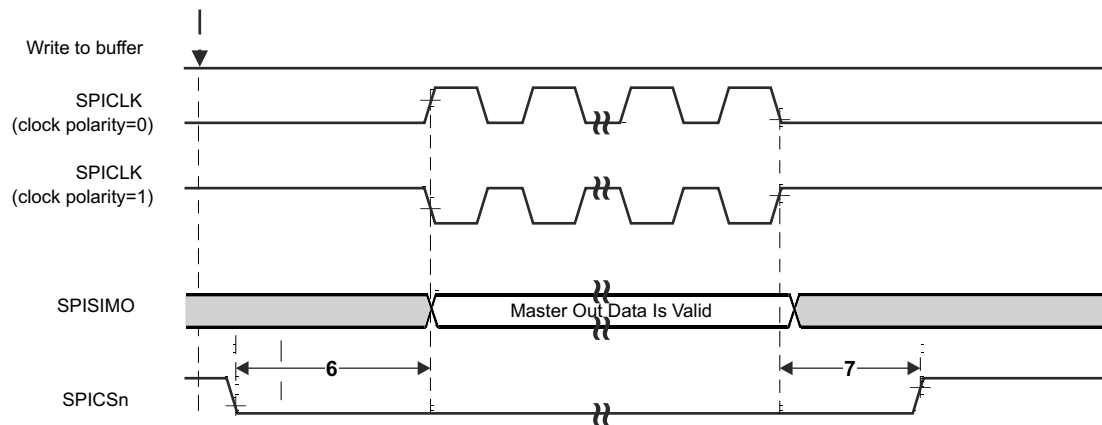 Write to buffer
SPICLK
(clock polarity=0)
SPICLK
(clock polarity=1)
SPISIMO
Master Out Data Is Valid
6
7
SPICSn